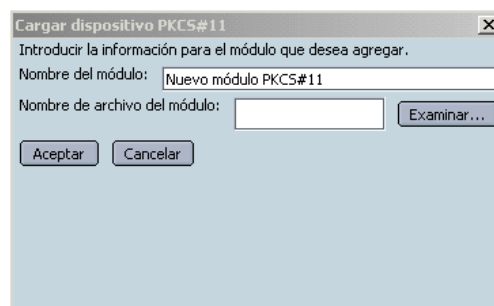 Cargar dispositivo PKCS#11
Introducir la información para el módulo que desea agregar.
Nombre del módulo: Nuevo módulo PKCS#11
Nombre de archivo del módulo: Examinar...
Aceptar Cancelar